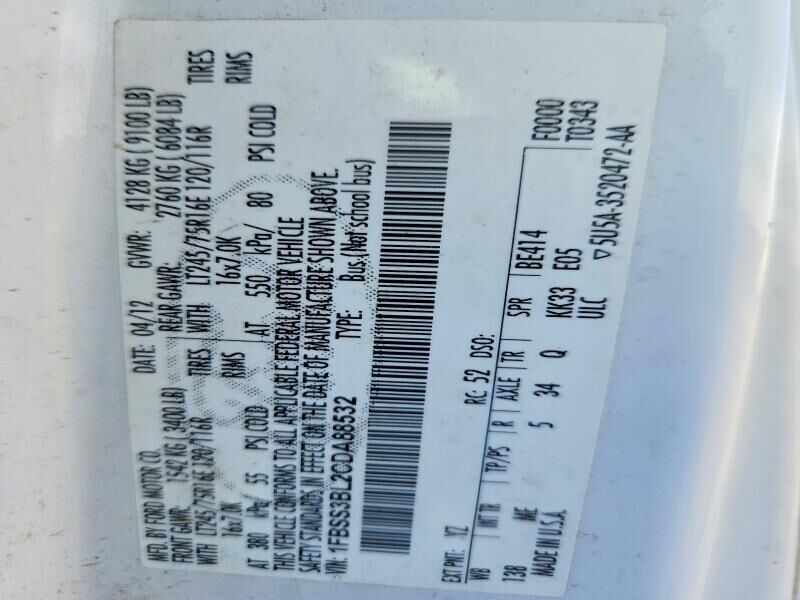 MFD. BY FORD MOTOR CO.
DATE: 04/12 GVWR: 4128 KG ( 9100 LB)
FRONT GAWR: 1542 KG ( 3400 LB) REAR GAWR: 2760 KG ( 6084 LB)
WITH LT245/75R16E 120/116R TIRES WITH LT245/75R16E 120/116R TIRES
16x7.0K RIMS 16x7.0K RIMS
AT 380 kPa/ 55 PSI COLD AT 550 kPa/ 80 PSI COLD
THIS VEHICLE CONFORMS TO ALL APPLICABLE FEDERAL MOTOR VEHICLE
SAFETY STANDARDS IN EFFECT ON THE DATE OF MANUFACTURE SHOWN ABOVE.
VIN: 1FBSS3BL2CDA88532 TYPE: Bus (Not school bus)
EXT PNT: YZ RC: 52 DSO: BE414 F0000
WB INT TR TP/PS R AXLE TR SPR T0343
138 ME 5 34 Q KK33 E05
MADE IN U.S.A. ULC ▽5U5A-3520472-AA